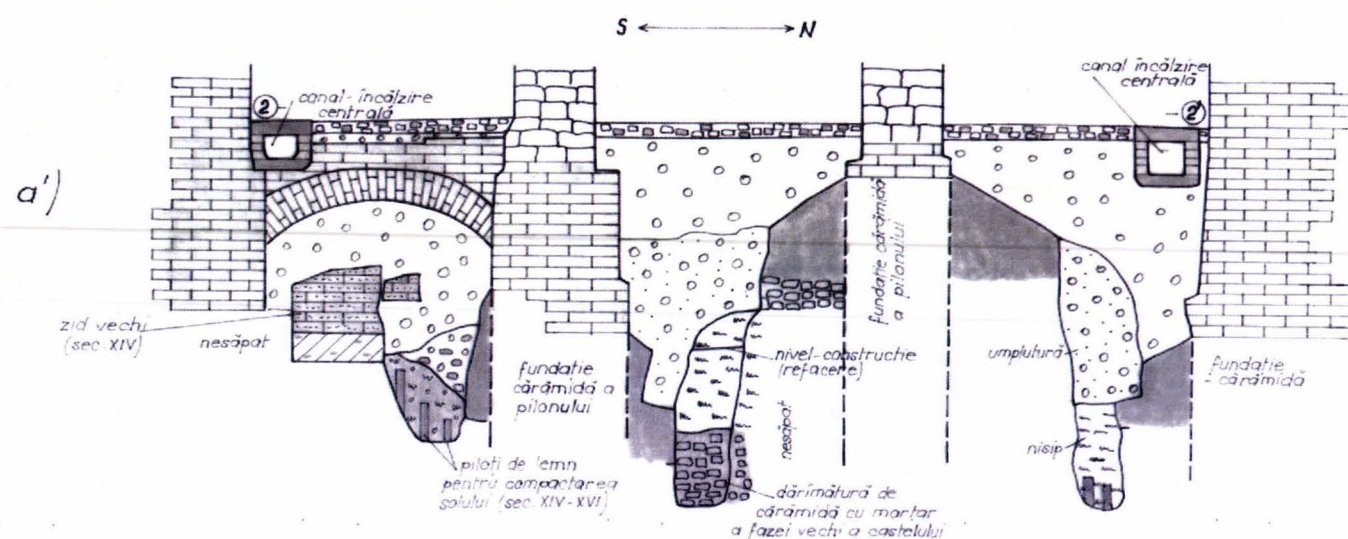 S N
canal-încălzire
centrală
2
canal încălzire
centrală
2'
a')
zid vechi
(sec. XIV)
nesăpat
fundație
cărămidă a
pilonului
piloți de lemn
pentru compactarea
solului (sec. XIV-XVI)
nivel-construcție
(refacere)
nesăpat
dărîmătură de
cărămidă cu mortar
a fazei vechi a castelului
fundație cărămidă
a pilonului
umplutură
nisip
fundație
- cărămidă